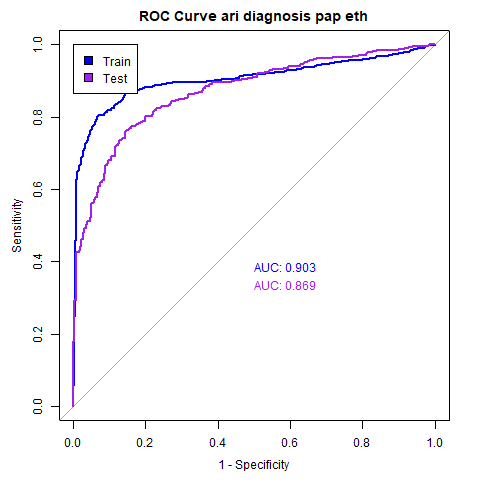 ROC Curve ari diagnosis pap eth
Train
Test
1.0
0.8
0.6
0.4
0.2
0.0
Sensitivity
AUC: 0.903
AUC: 0.869
0.0 0.2 0.4 0.6 0.8 1.0
1 - Specificity